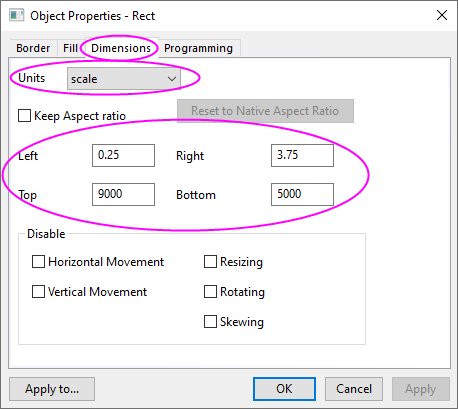 Object Properties - Rect
Border Fill Dimensions Programming
Units scale
Keep Aspect ratio Reset to Native Aspect Ratio
Left 0.25 Right 3.75
Top 9000 Bottom 5000
Disable
Horizontal Movement Resizing
Vertical Movement Rotating
Skewing
Apply to... OK Cancel Apply